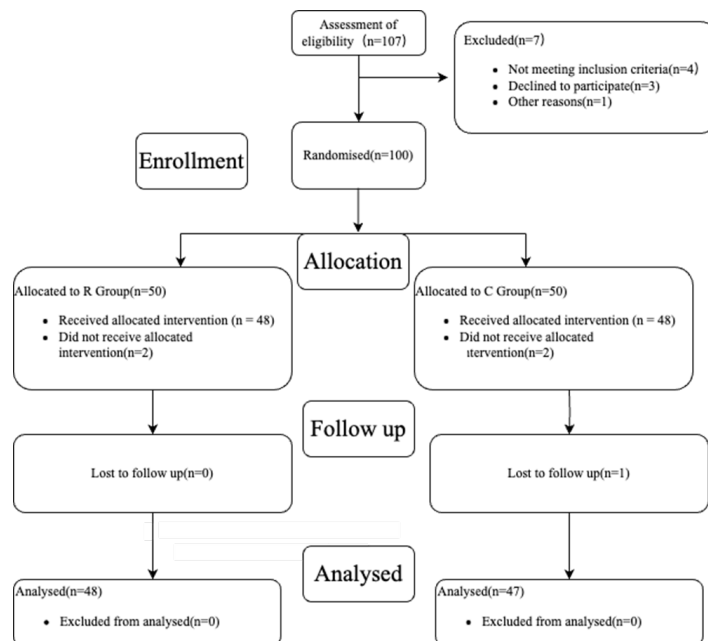 Assessment of
eligibility（n=107)
Excluded(n=7)
• Not meeting inclusion criteria(n=4)
• Declined to participate(n=3)
• Other reasons(n=1)
Enrollment
Randomised(n=100)
Allocation
Allocated to R Group(n=50)
• Received allocated intervention (n = 48)
• Did not receive allocated
intervention(n=2)
Allocated to C Group(n=50)
• Received allocated intervention (n = 48)
• Did not receive allocated
ıtervention(n=2)
Follow up
Lost to follow up(n=0)
Lost to follow up(n=1)
Analysed
Analysed(n=48)
• Excluded from analysed(n=0)
Analysed(n=47)
• Excluded from analysed(n=0)